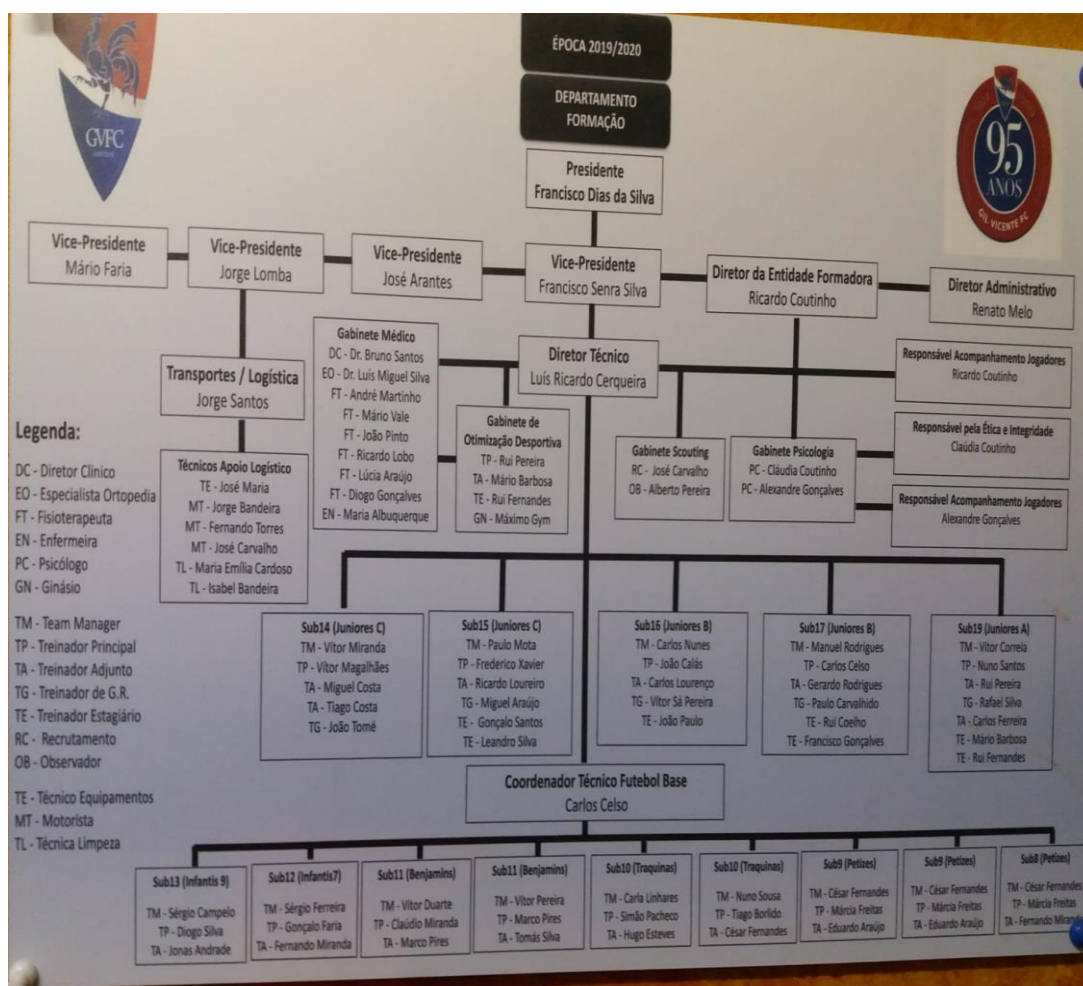 GVFC
ÉPOCA 2019/2020
DEPARTAMENTO
FORMAÇÃO
95
ANOS
GIL VICENTE FC
Presidente
Francisco Dias da Silva
Vice-Presidente
Mário Faria
Vice-Presidente
Jorge Lomba
Vice-Presidente
José Arantes
Vice-Presidente
Francisco Senra Silva
Diretor da Entidade Formadora
Ricardo Coutinho
Diretor Administrativo
Renato Melo
Transportes / Logística
Jorge Santos
Gabinete Médico
DC - Dr. Bruno Santos
EO - Dr. Luís Miguel Silva
FT - André Martinho
FT - Mário Vale
FT - João Pinto
FT - Ricardo Lobo
FT - Lúcia Araújo
FT - Diogo Gonçalves
EN - Maria Albuquerque
Diretor Técnico
Luís Ricardo Cerqueira
Responsável Acompanhamento Jogadores
Ricardo Coutinho
Gabinete de
Otimização Desportiva
TP - Rui Pereira
TA - Mário Barbosa
TE - Rui Fernandes
GN - Máximo Gym
Gabinete Scouting
RC - José Carvalho
OB - Alberto Pereira
Gabinete Psicologia
PC - Cláudia Coutinho
PC - Alexandre Gonçalves
Responsável pela Ética e Integridade
Claúdia Coutinho
Responsável Acompanhamento Jogadores
Alexandre Gonçalves
Técnicos Apoio Logístico
TE - José Maria
MT - Jorge Bandeira
MT - Fernando Torres
MT - José Carvalho
TL - Maria Emília Cardoso
TL - Isabel Bandeira
Legenda:
DC - Diretor Clinico
EO - Especialista Ortopedia
FT - Fisioterapeuta
EN - Enfermeira
PC - Psicólogo
GN - Ginásio
TM - Team Manager
TP - Treinador Principal
TA - Treinador Adjunto
TG - Treinador de G.R.
TE - Treinador Estagiário
RC - Recrutamento
OB - Observador
TE - Técnico Equipamentos
MT - Motorista
TL - Técnica Limpeza
Sub14 (Juniores C)
TM - Vítor Miranda
TP - Vítor Magalhães
TA - Miguel Costa
TA - Tiago Costa
TG - João Tomé
Sub15 (Juniores C)
TM - Paulo Mota
TP - Frederico Xavier
TA - Ricardo Loureiro
TG - Miguel Araújo
TE - Gonçalo Santos
TE - Leandro Silva
Sub16 (Juniores B)
TM - Carlos Nunes
TP - João Calás
TA - Carlos Lourenço
TG - Vítor Sá Pereira
TE - João Paulo
Sub17 (Juniores B)
TM - Manuel Rodrigues
TP - Carlos Celso
TA - Gerardo Rodrigues
TG - Paulo Carvalhido
TE - Rui Coelho
TE - Francisco Gonçalves
Sub19 (Juniores A)
TM - Vítor Correia
TP - Nuno Santos
TA - Rui Pereira
TG - Rafael Silva
TA - Carlos Ferreira
TE - Mário Barbosa
TE - Rui Fernandes
Coordenador Técnico Futebol Base
Carlos Celso
Sub13 (Infantis 9)
TM - Sérgio Campelo
TP - Diogo Silva
TA - Jonas Andrade
Sub12 (Infantis7)
TM - Sérgio Ferreira
TP - Gonçalo Faria
TA - Fernando Miranda
Sub11 (Benjamins)
TM - Vítor Duarte
TP - Claúdio Miranda
TA - Marco Pires
Sub11 (Benjamins)
TM - Vítor Pereira
TP - Marco Pires
TA - Tomás Silva
Sub10 (Traquinas)
TM - Carla Linhares
TP - Simão Pacheco
TA - Hugo Esteves
Sub10 (Traquinas)
TM - Nuno Sousa
TP - Tiago Borlido
TA - César Fernandes
Sub9 (Petizes)
TM - César Fernandes
TP - Márcia Freitas
TA - Eduardo Araújo
Sub9 (Petizes)
TM - César Fernandes
TP - Márcia Freitas
TA - Eduardo Araújo
Sub8 (Petizes)
TM - César Fernandes
TP - Márcia Freitas
TA - Fernando Miranda